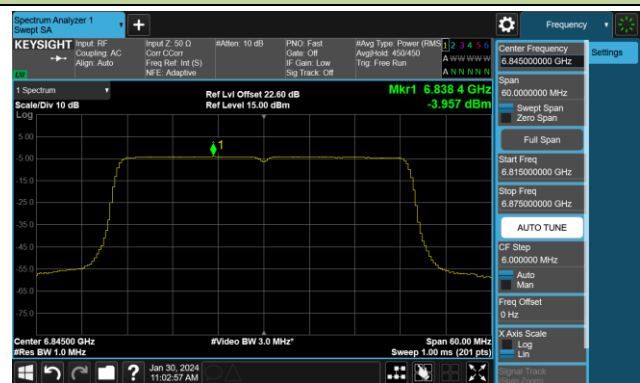 Spectrum Analyzer 1
Swept SA
Frequency
KEYSIGHT
Input: RF
Coupling: AC
Align: Auto
Input Z: 50 Ω
Corr CCorr
Freq Ref: Int (S)
NFE: Adaptive
#Atten: 10 dB
PNO: Fast
Gate: Off
IF Gain: Low
Sig Track: Off
#Avg Type: Power (RMS
Avg|Hold: 450/450
Trig: Free Run
1 2 3 4 5 6
A W W W W W
A N N N N N
LW
1 Spectrum
Scale/Div 10 dB
Log
Ref Lvl Offset 22.60 dB
Ref Level 15.00 dBm
Mkr1 6.838 4 GHz
-3.957 dBm
5.00
-5.00
-15.0
-25.0
-35.0
-45.0
-55.0
-65.0
-75.0
1
Center 6.84500 GHz
#Res BW 1.0 MHz
#Video BW 3.0 MHz*
Span 60.00 MHz
Sweep 1.00 ms (201 pts)
Jan 30, 2024
11:02:57 AM
Center Frequency
6.845000000 GHz
Settings
Span
60.0000000 MHz
Swept Span
Zero Span
Full Span
Start Freq
6.815000000 GHz
Stop Freq
6.875000000 GHz
AUTO TUNE
CF Step
6.000000 MHz
Auto
Man
Freq Offset
0 Hz
X Axis Scale
Log
Lin
Signal Track